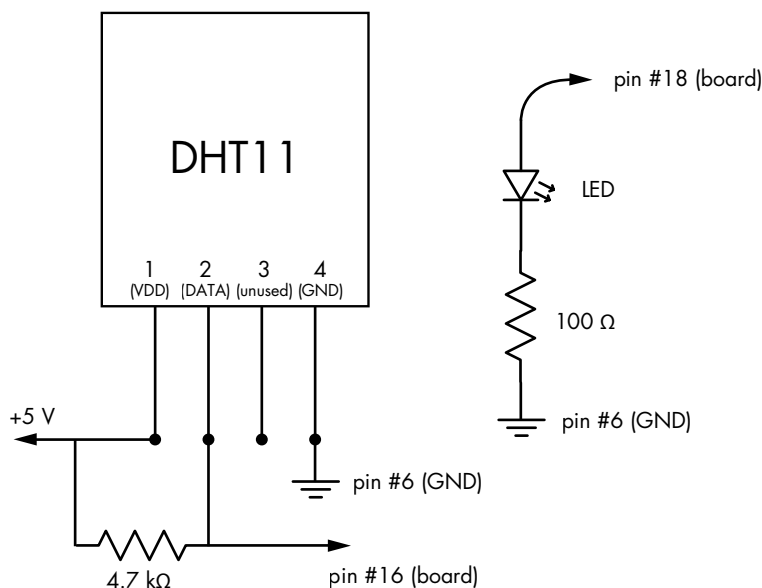 DHT11
1 2 3 4
(VDD) (DATA) (unused) (GND)
+5 V
pin #6 (GND)
4.7 kΩ
pin #16 (board)
pin #18 (board)
LED
100 Ω
pin #6 (GND)